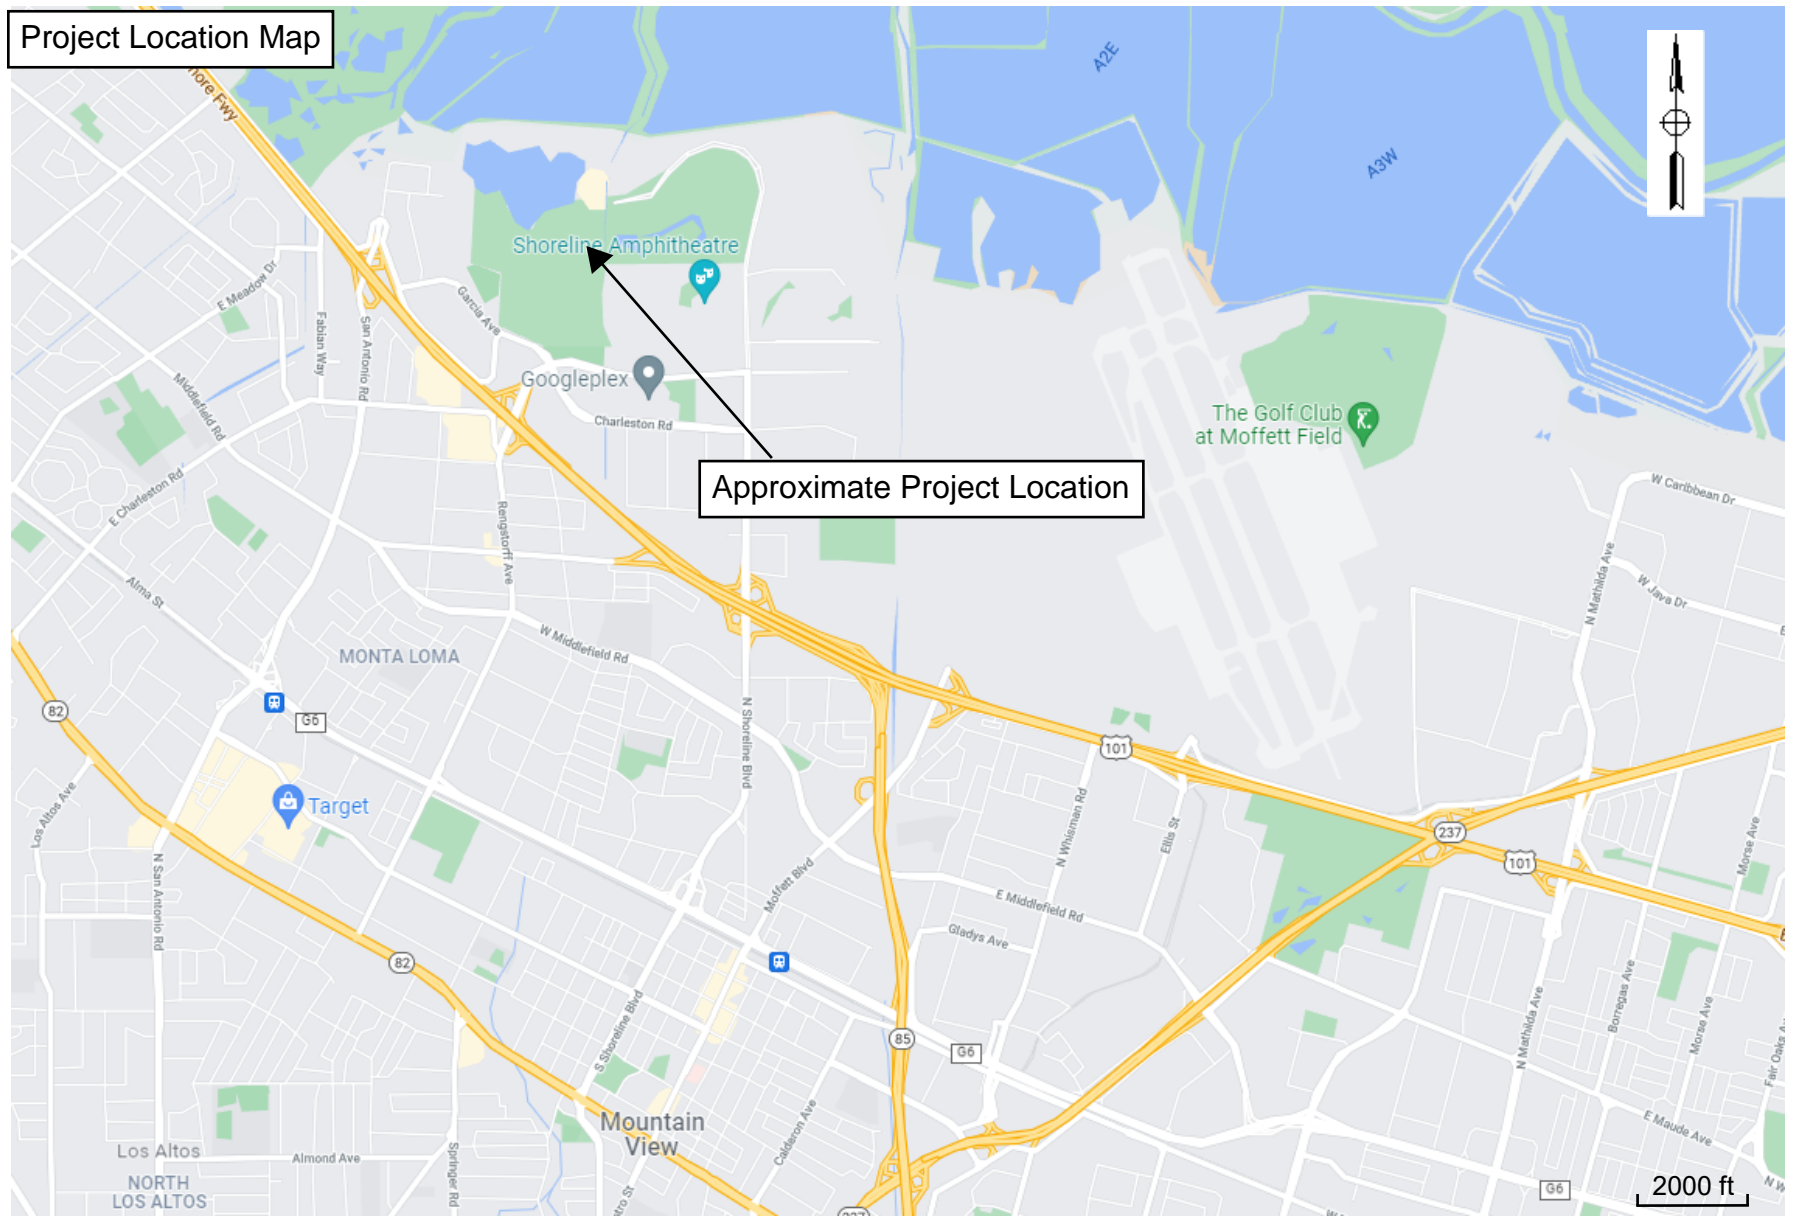 Project Location Map
hore Fwy
A2E
A3W
Shoreline Amphitheatre
E Meadow Dr
Fabian Way
San Antonio Rd
Garcia Ave
Middlefield Rd
Googleplex
Charleston Rd
The Golf Club
at Moffett Field
Approximate Project Location
E Charleston Rd
Rengstorff Ave
W Caribbean Dr
N Mathilda Ave
W Java Dr
E
Alma St
MONTA LOMA
W Middlefield Rd
82
G6
N Shoreline Blvd
101
Los Altos Ave
Target
N San Antonio Rd
Moffett Blvd
N Whisman Rd
Ellis St
237
101
Morse Ave
E Middlefield Rd
Gladys Ave
E
82
S Shoreline Blvd
85
G6
N Mathilda Ave
Borregas Ave
Morse Ave
Fair Oaks A
Mountain
View
Calderon Ave
E Maude Ave
Los Altos
NORTH
LOS ALTOS
Almond Ave
Springer Rd
tro St
237
G6
2000 ft
N W
W